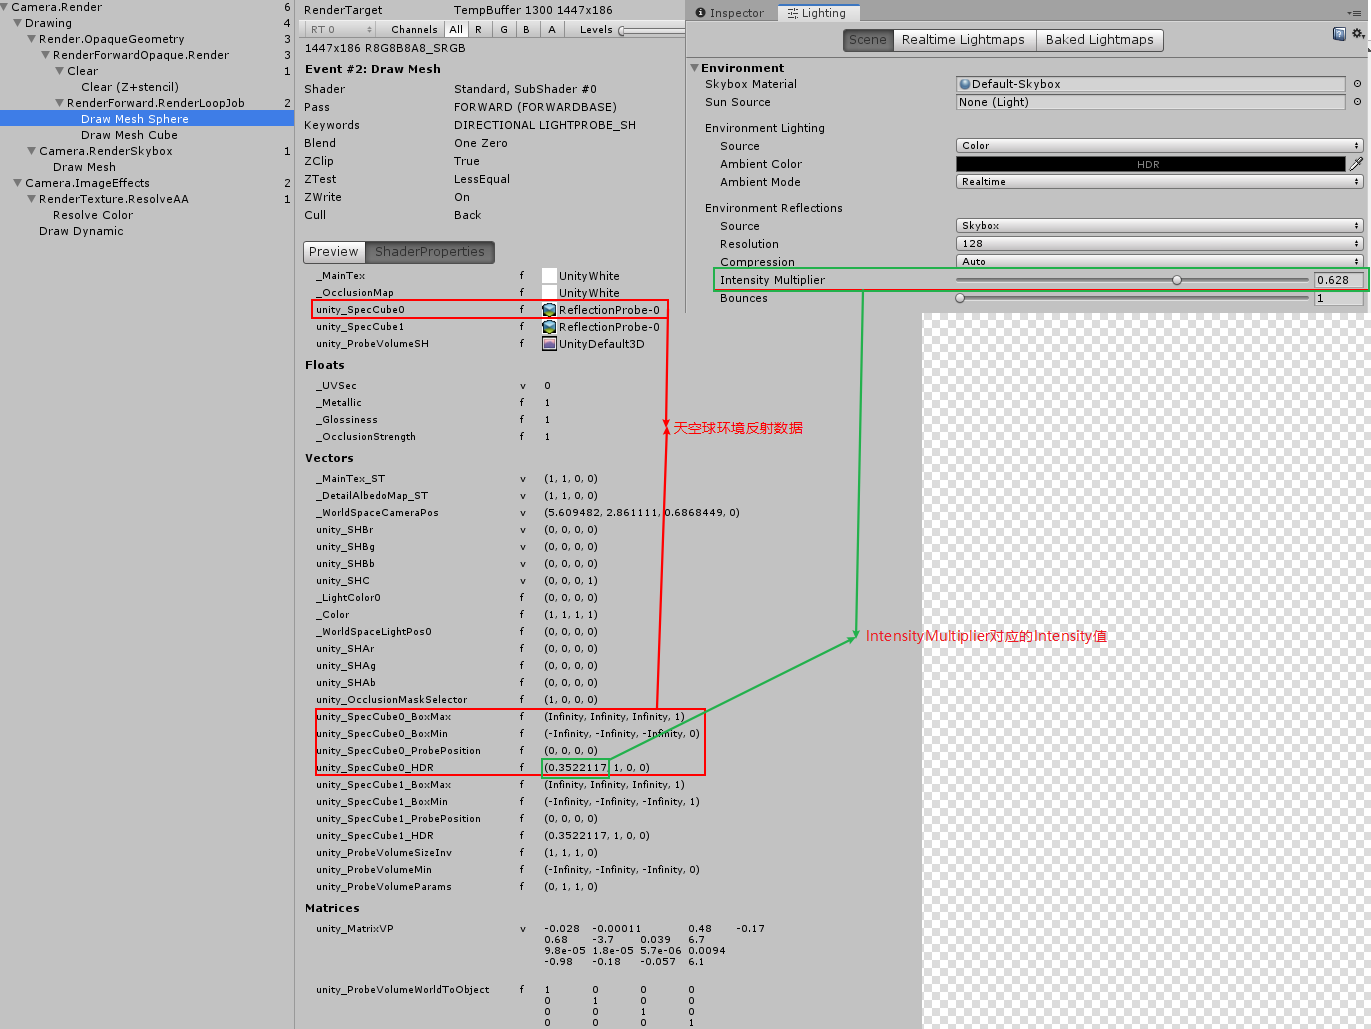 Camera.Render 6
Drawing 4
Render.OpaqueGeometry 3
RenderForwardOpaque.Render 3
Clear 1
Clear (Z+stencil)
RenderForward.RenderLoopJob 2
Draw Mesh Sphere
Draw Mesh Cube
Camera.RenderSkybox 1
Draw Mesh
Camera.ImageEffects 2
RenderTexture.ResolveAA 1
Resolve Color
Draw Dynamic
RenderTarget TempBuffer 1300 1447x186
RT 0 Channels All R G B A Levels
1447x186 R8G8B8A8_SRGB
Event #2: Draw Mesh
Shader Standard, SubShader #0
Pass FORWARD (FORWARDBASE)
Keywords DIRECTIONAL LIGHTPROBE_SH
Blend One Zero
ZClip True
ZTest LessEqual
ZWrite On
Cull Back
Preview ShaderProperties
_MainTex f UnityWhite
_OcclusionMap f UnityWhite
unity_SpecCube0 f ReflectionProbe-0
unity_SpecCube1 f ReflectionProbe-0
unity_ProbeVolumeSH f UnityDefault3D
Floats
_UVSec v 0
_Metallic f 1
_Glossiness f 1
_OcclusionStrength f 1
Vectors
_MainTex_ST v (1, 1, 0, 0)
_DetailAlbedoMap_ST v (1, 1, 0, 0)
_WorldSpaceCameraPos v (5.609482, 2.861111, 0.6868449, 0)
unity_SHBr v (0, 0, 0, 0)
unity_SHBg v (0, 0, 0, 0)
unity_SHBb v (0, 0, 0, 0)
unity_SHC v (0, 0, 0, 1)
_LightColor0 f (0, 0, 0, 0)
_Color f (1, 1, 1, 1)
_WorldSpaceLightPos0 f (0, 0, 0, 0)
unity_SHAr f (0, 0, 0, 0)
unity_SHAg f (0, 0, 0, 0)
unity_SHAb f (0, 0, 0, 0)
unity_OcclusionMaskSelector f (1, 0, 0, 0)
unity_SpecCube0_BoxMax f (Infinity, Infinity, Infinity, 1)
unity_SpecCube0_BoxMin f (-Infinity, -Infinity, -Infinity, 0)
unity_SpecCube0_ProbePosition f (0, 0, 0, 0)
unity_SpecCube0_HDR f (0.3522117, 1, 0, 0)
unity_SpecCube1_BoxMax f (Infinity, Infinity, Infinity, 1)
unity_SpecCube1_BoxMin f (-Infinity, -Infinity, -Infinity, 1)
unity_SpecCube1_ProbePosition f (0, 0, 0, 0)
unity_SpecCube1_HDR f (0.3522117, 1, 0, 0)
unity_ProbeVolumeSizeInv f (1, 1, 1, 0)
unity_ProbeVolumeMin f (-Infinity, -Infinity, -Infinity, 0)
unity_ProbeVolumeParams f (0, 1, 1, 0)
Matrices
unity_MatrixVP v -0.028 -0.00011 0.48 -0.17
0.68 -3.7 0.039 6.7
9.8e-05 1.8e-05 5.7e-06 0.0094
-0.98 -0.18 -0.057 6.1
unity_ProbeVolumeWorldToObject f 1 0 0 0
0 1 0 0
0 0 1 0
0 0 0 1
Inspector Lighting
Scene Realtime Lightmaps Baked Lightmaps
Environment
Skybox Material Default-Skybox
Sun Source None (Light)
Environment Lighting
Source Color
Ambient Color HDR
Ambient Mode Realtime
Environment Reflections
Source Skybox
Resolution 128
Compression Auto
Intensity Multiplier 0.628
Bounces 1
天空球环境反射数据
IntensityMultiplier对应的Intensity值